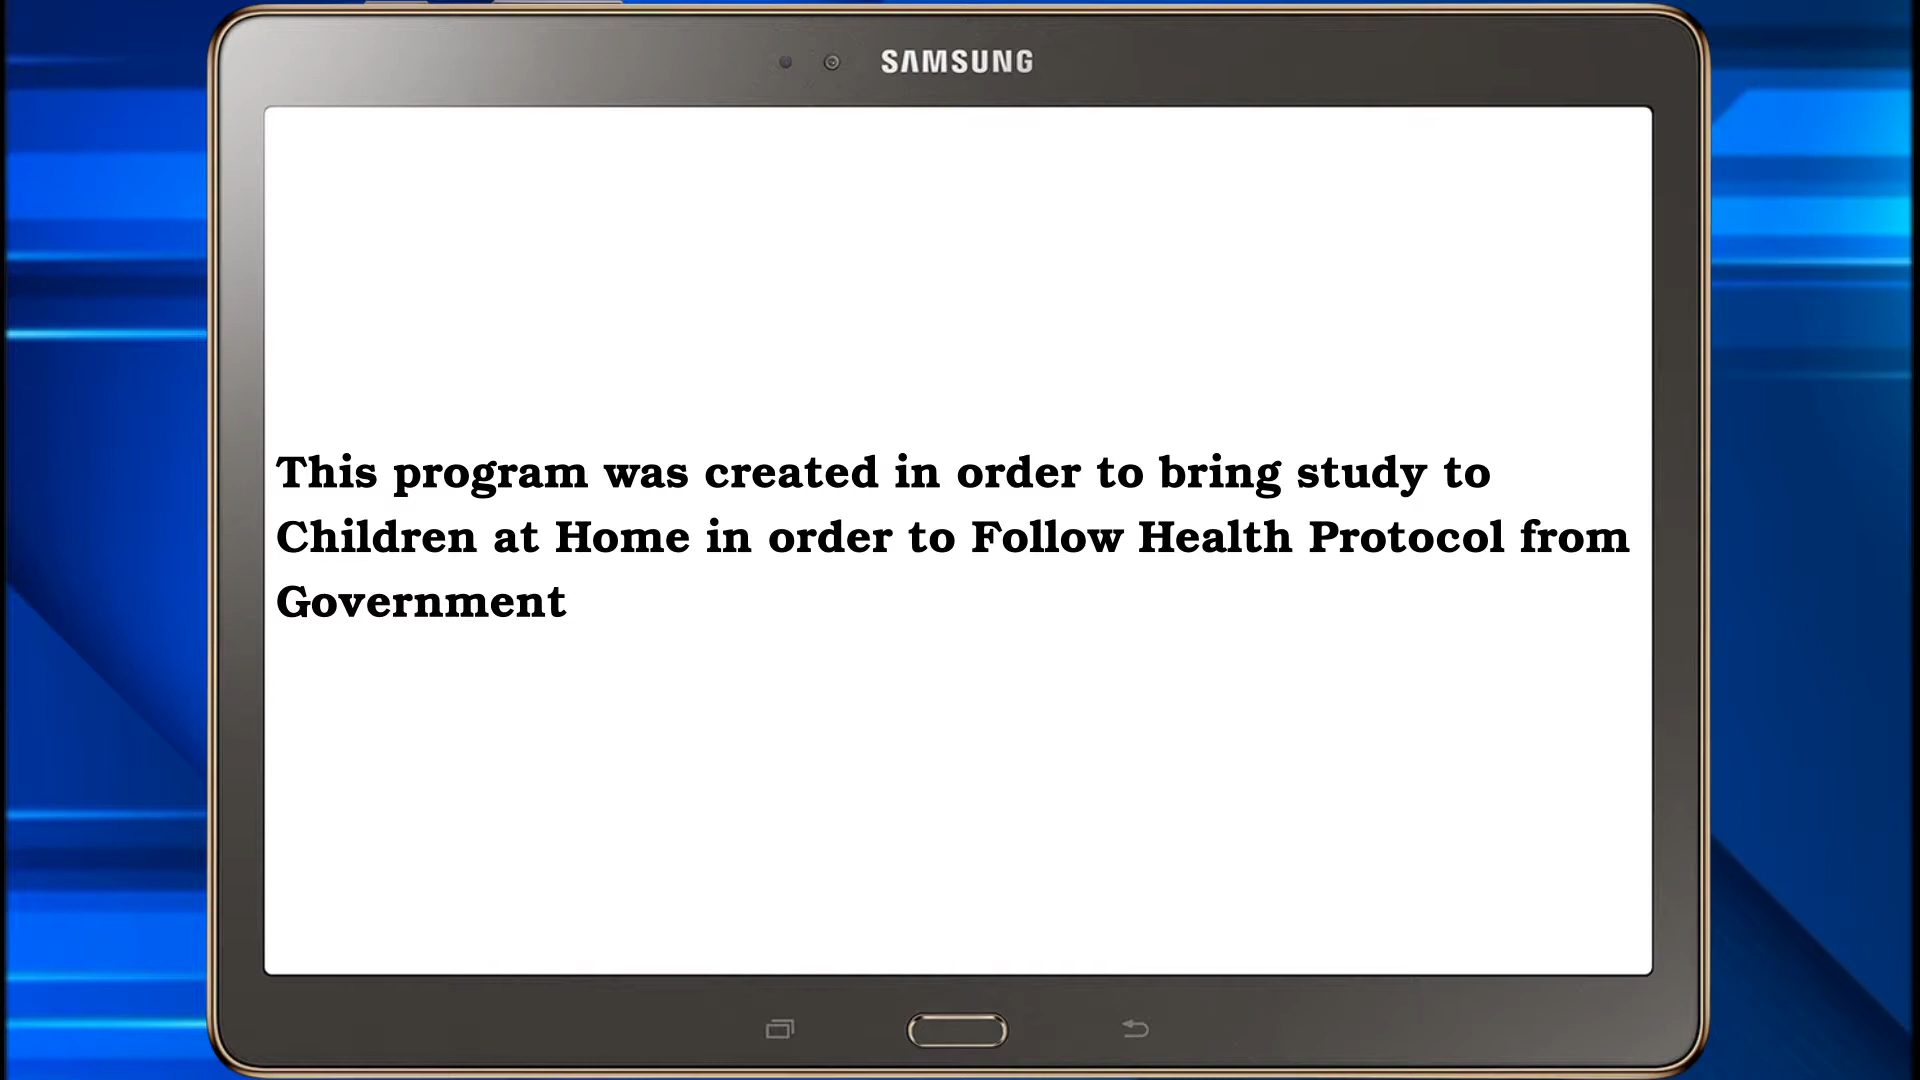 SAMSUNG
This program was created in order to bring study to
Children at Home in order to Follow Health Protocol from
Government